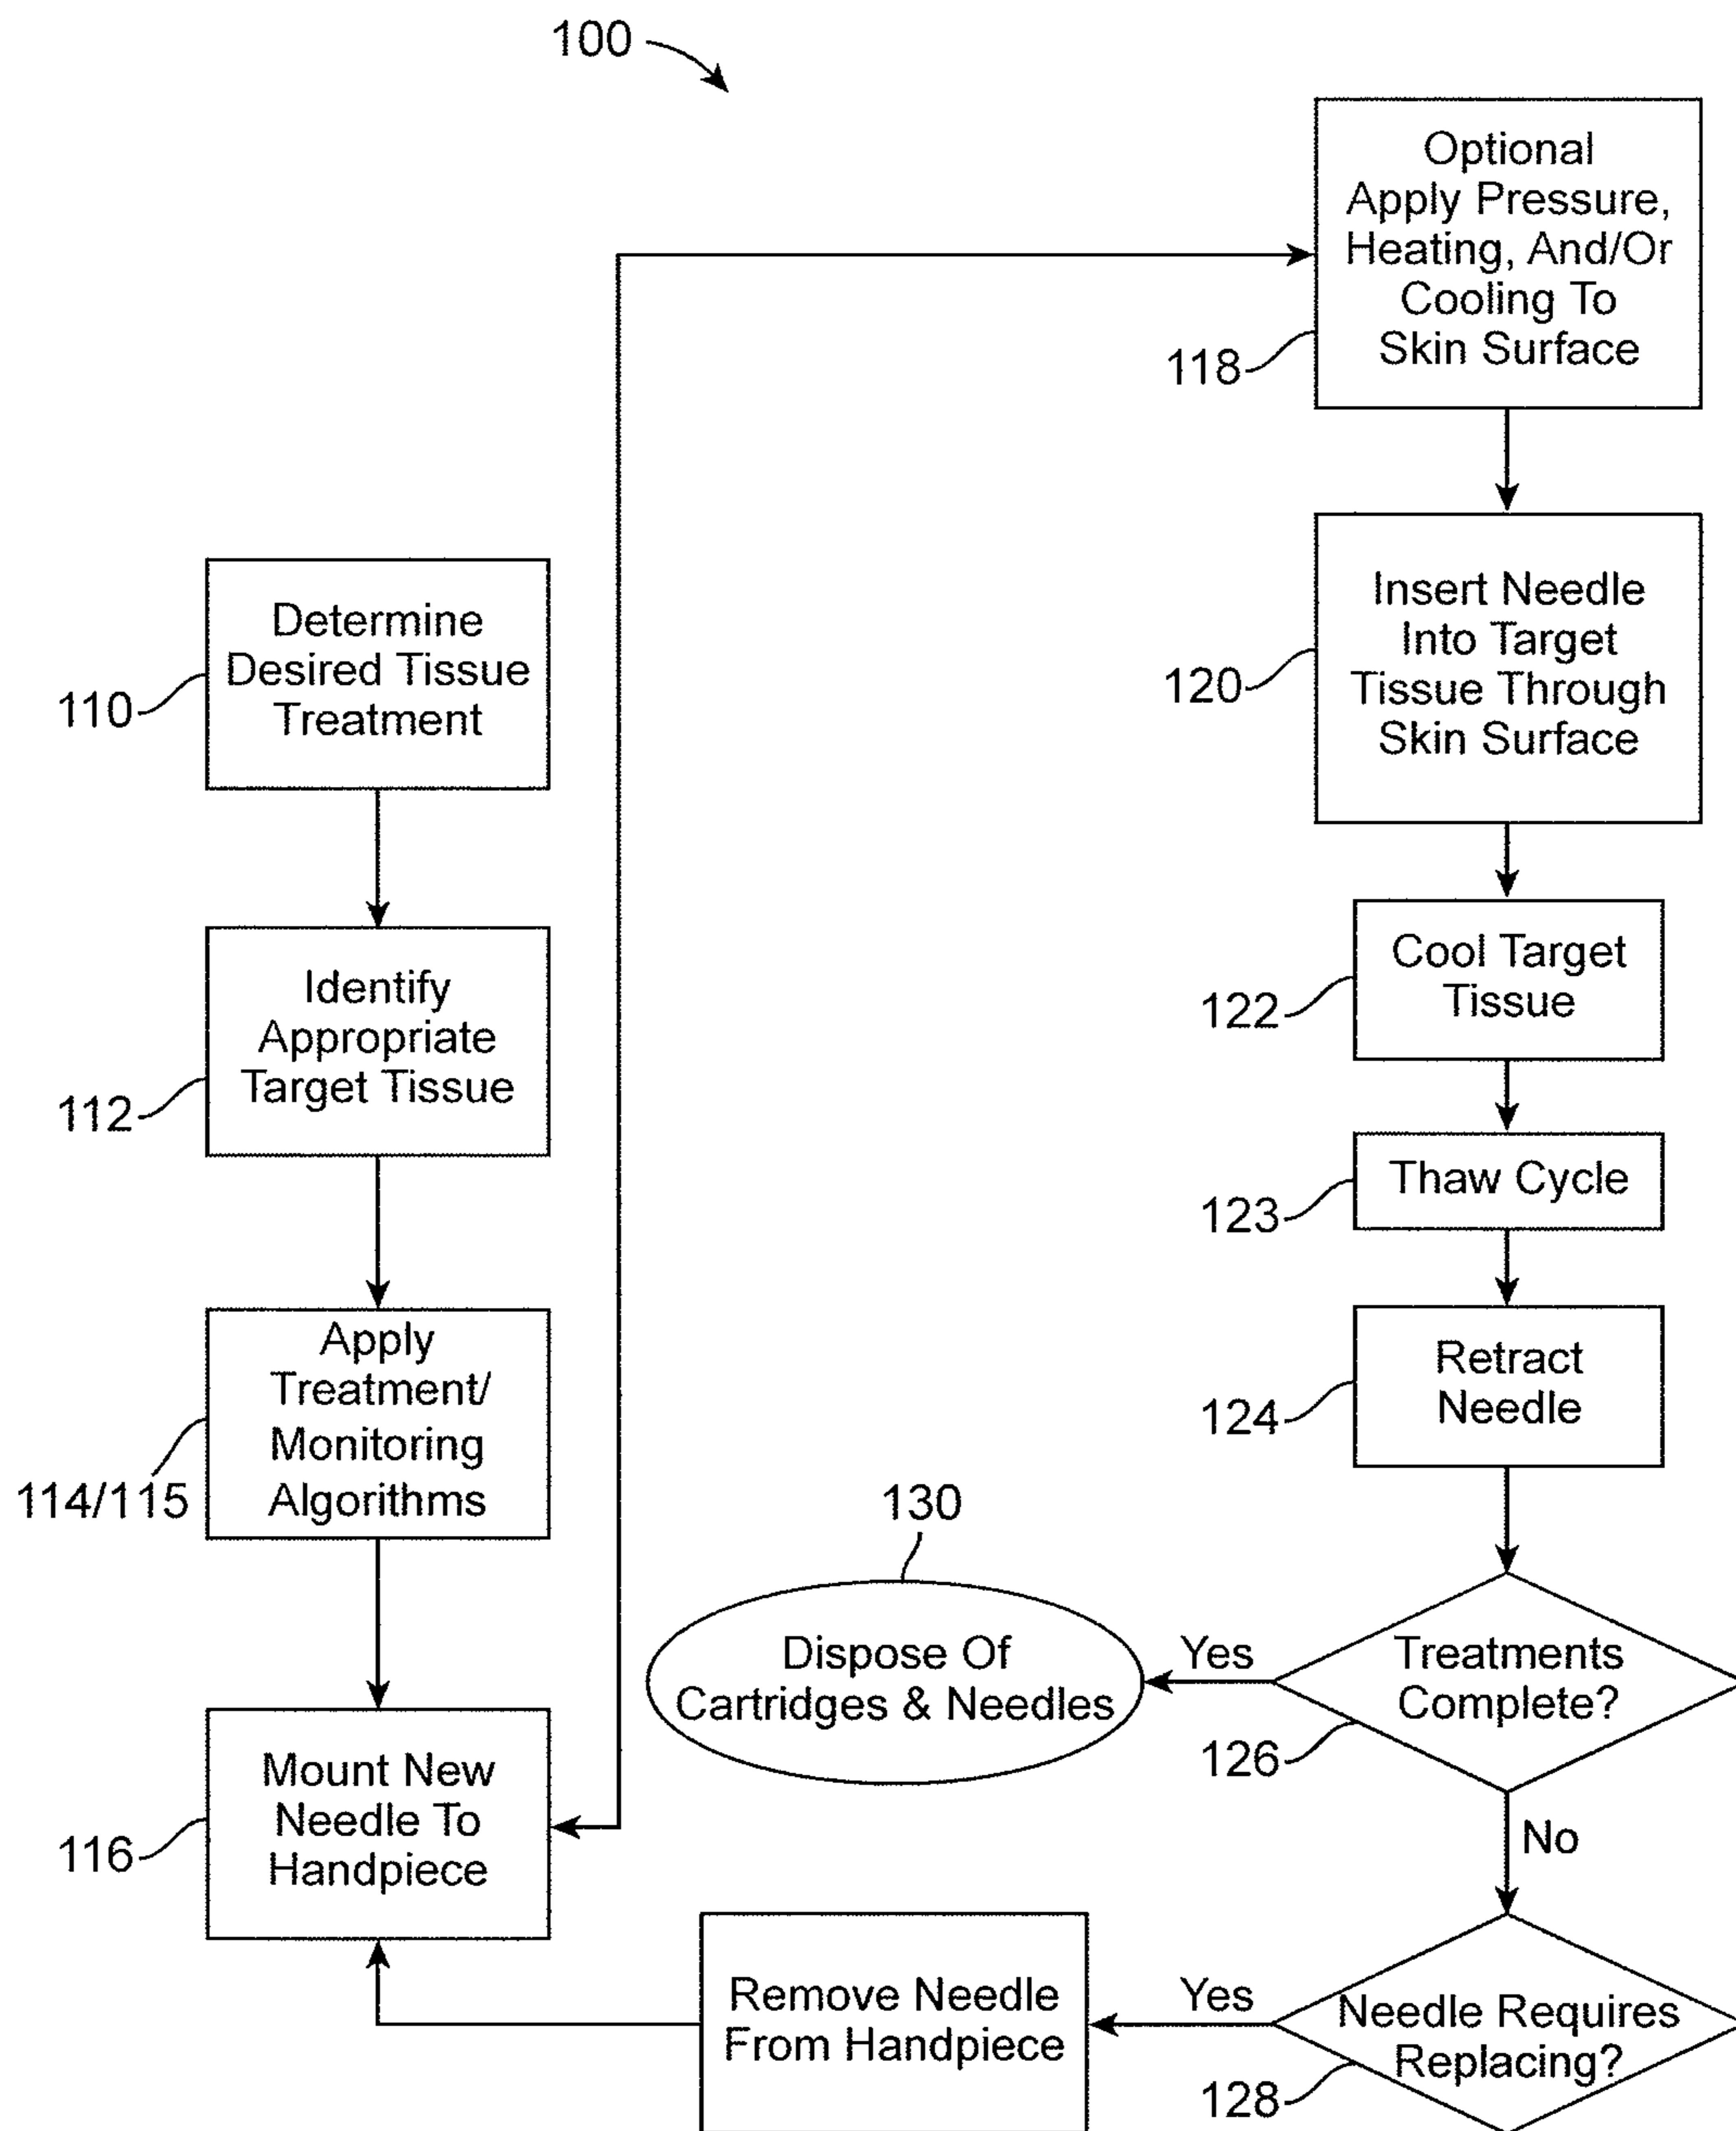 100
Optional
Apply Pressure,
Heating, And/Or
Cooling To
Skin Surface
118
Insert Needle
Into Target
Tissue Through
Skin Surface
120
Determine
Desired Tissue
Treatment
110
Cool Target
Tissue
122
Identify
Appropriate
Target Tissue
112
Thaw Cycle
123
Apply
Treatment/
Monitoring
Algorithms
114/115
Retract
Needle
124
130
Dispose Of
Cartridges & Needles
Yes
Treatments
Complete?
126
Mount New
Needle To
Handpiece
116
No
Remove Needle
From Handpiece
Yes
Needle Requires
Replacing?
128